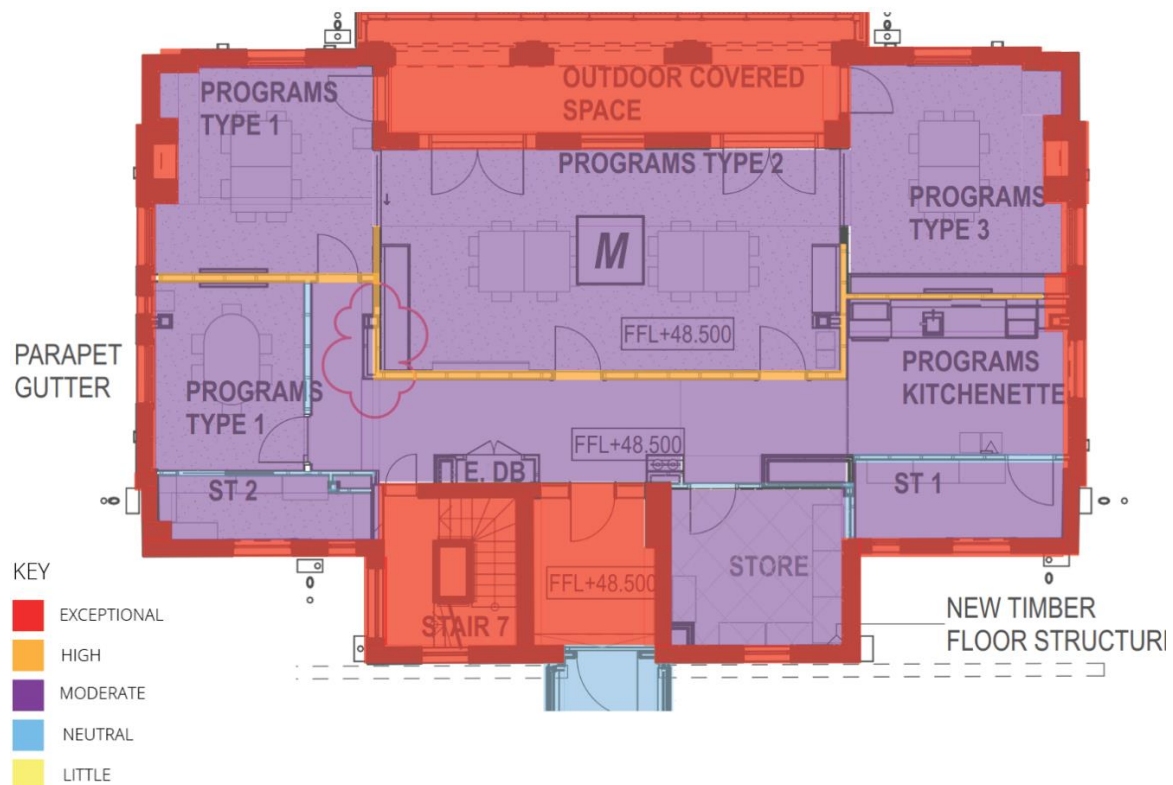 OUTDOOR COVERED
SPACE
PROGRAMS
TYPE 1
PROGRAMS TYPE 2
PROGRAMS
TYPE 3
M
FFL+48.500
PARAPET
GUTTER
PROGRAMS
TYPE 1
PROGRAMS
KITCHENETTE
FFL+48.500
E. DB
ST 2
ST 1
STORE
FFL+48.500
STAIR 7
NEW TIMBER
FLOOR STRUCTURE
KEY
EXCEPTIONAL
HIGH
MODERATE
NEUTRAL
LITTLE